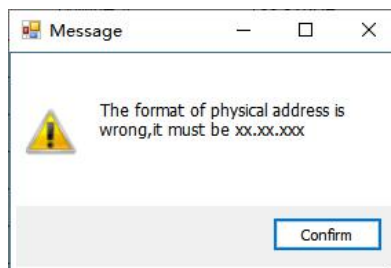 Message
The format of physical address is
wrong,it must be xx.xx.xxx
Confirm